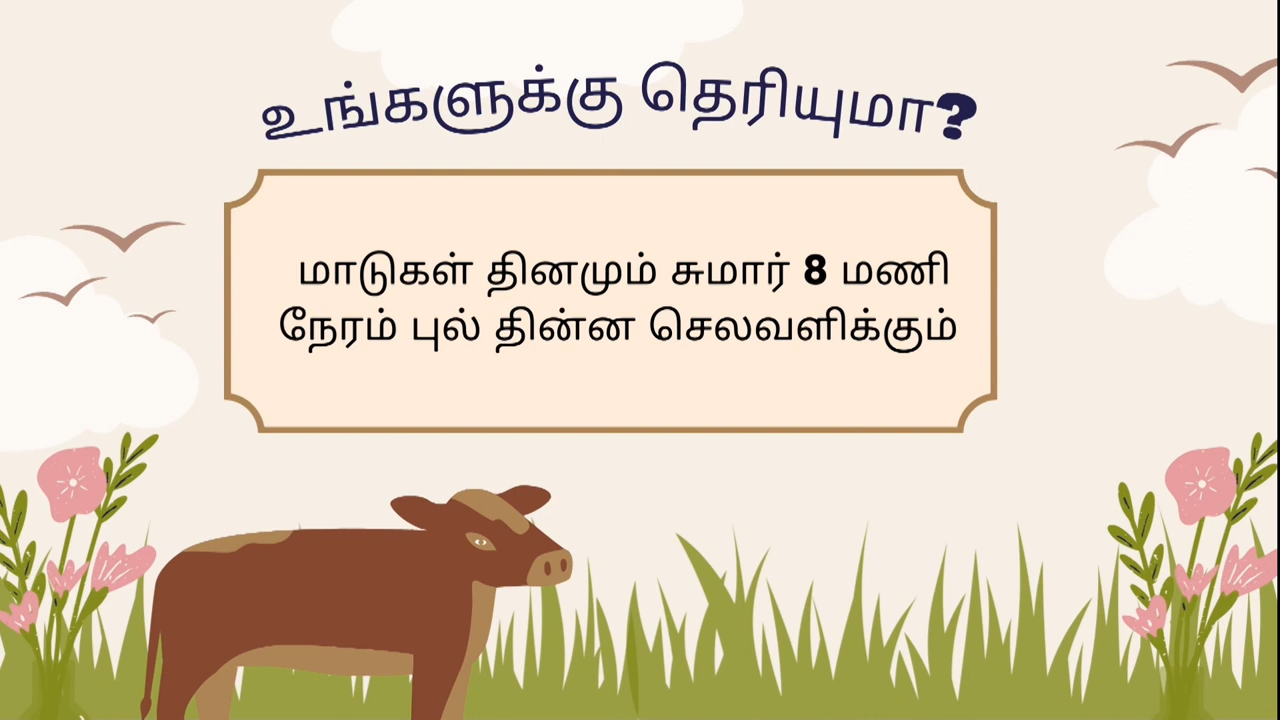 உங்களுக்கு தெரியுமா?
மாடுகள் தினமும் சுமார் 8 மணி
நேரம் புல் தின்ன செலவளிக்கும்